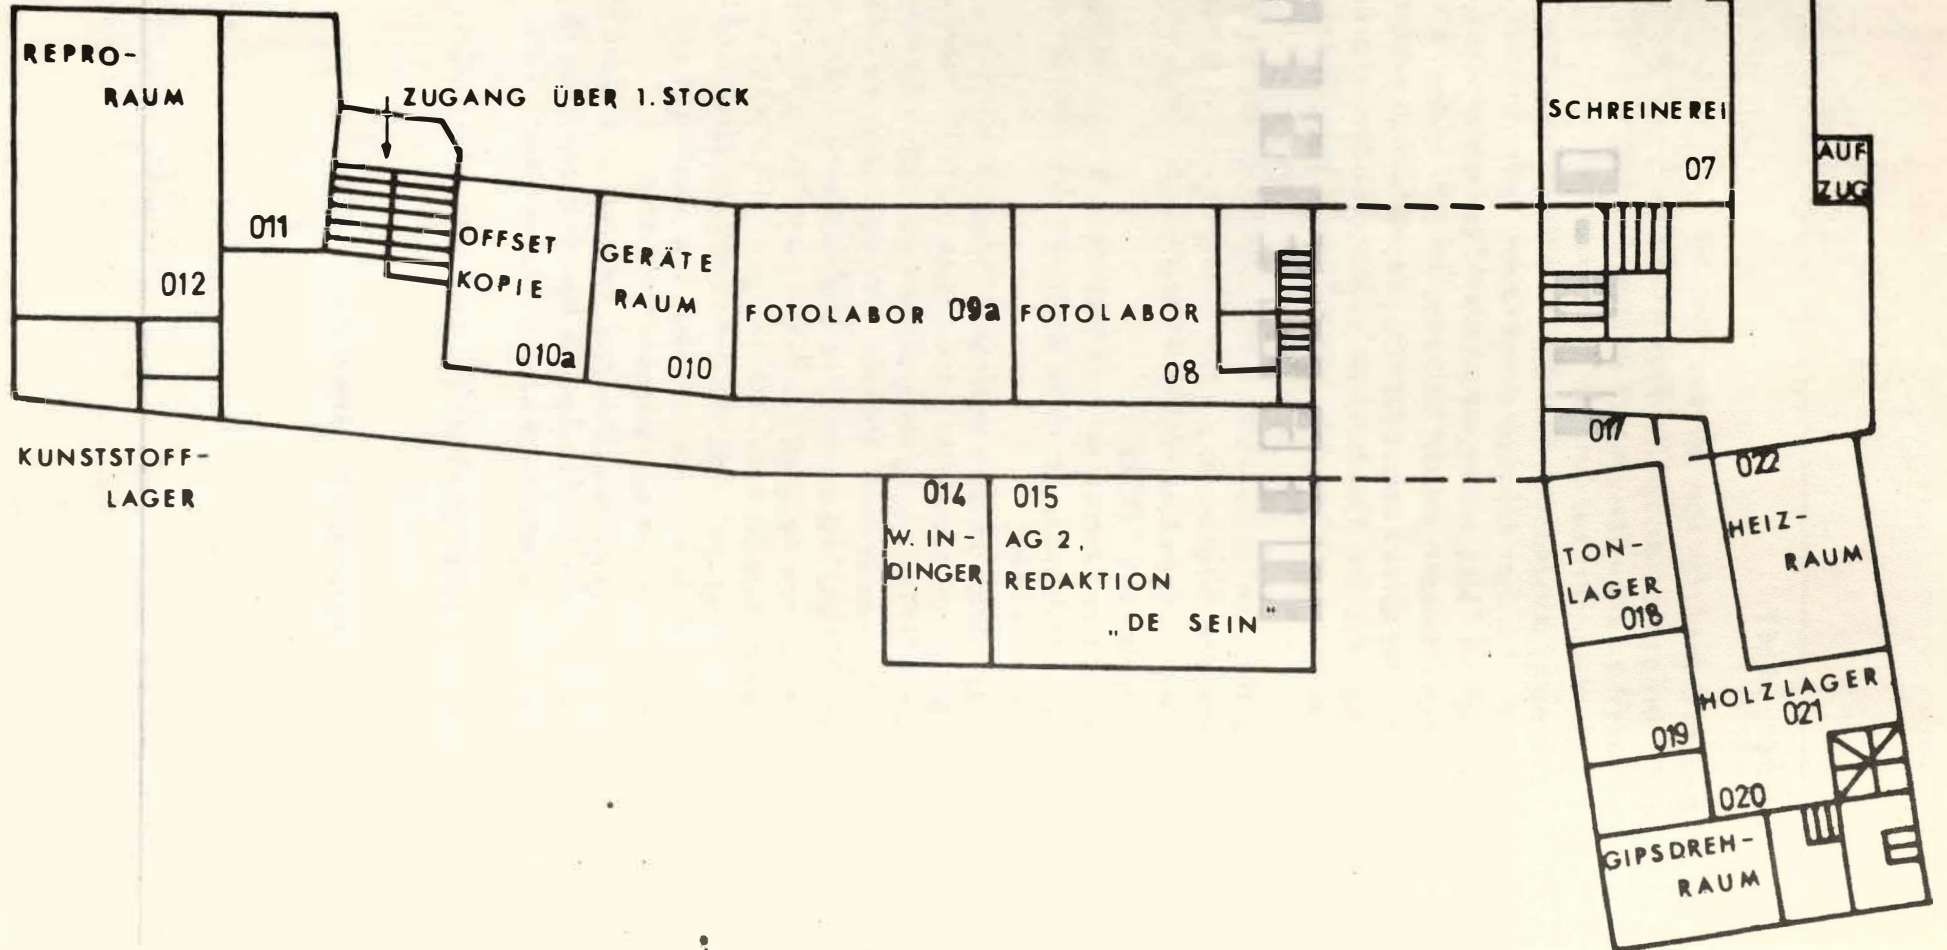 REPRO-
RAUM
012
011
ZUGANG ÜBER 1. STOCK
OFFSET
KOPIE
010a
GERÄTE
RAUM
010
FOTOLABOR 09a
FOTOLABOR
08
SCHREINEREI
07
AUF
ZUG
KUNSTSTOFF-
LAGER
014
W. IN-
DINGER
015
AG 2,
REDAKTION
„DE SEIN"
017
022
HEIZ-
RAUM
TON-
LAGER
018
019
HOLZLAGER
021
020
GIPSDREH-
RAUM